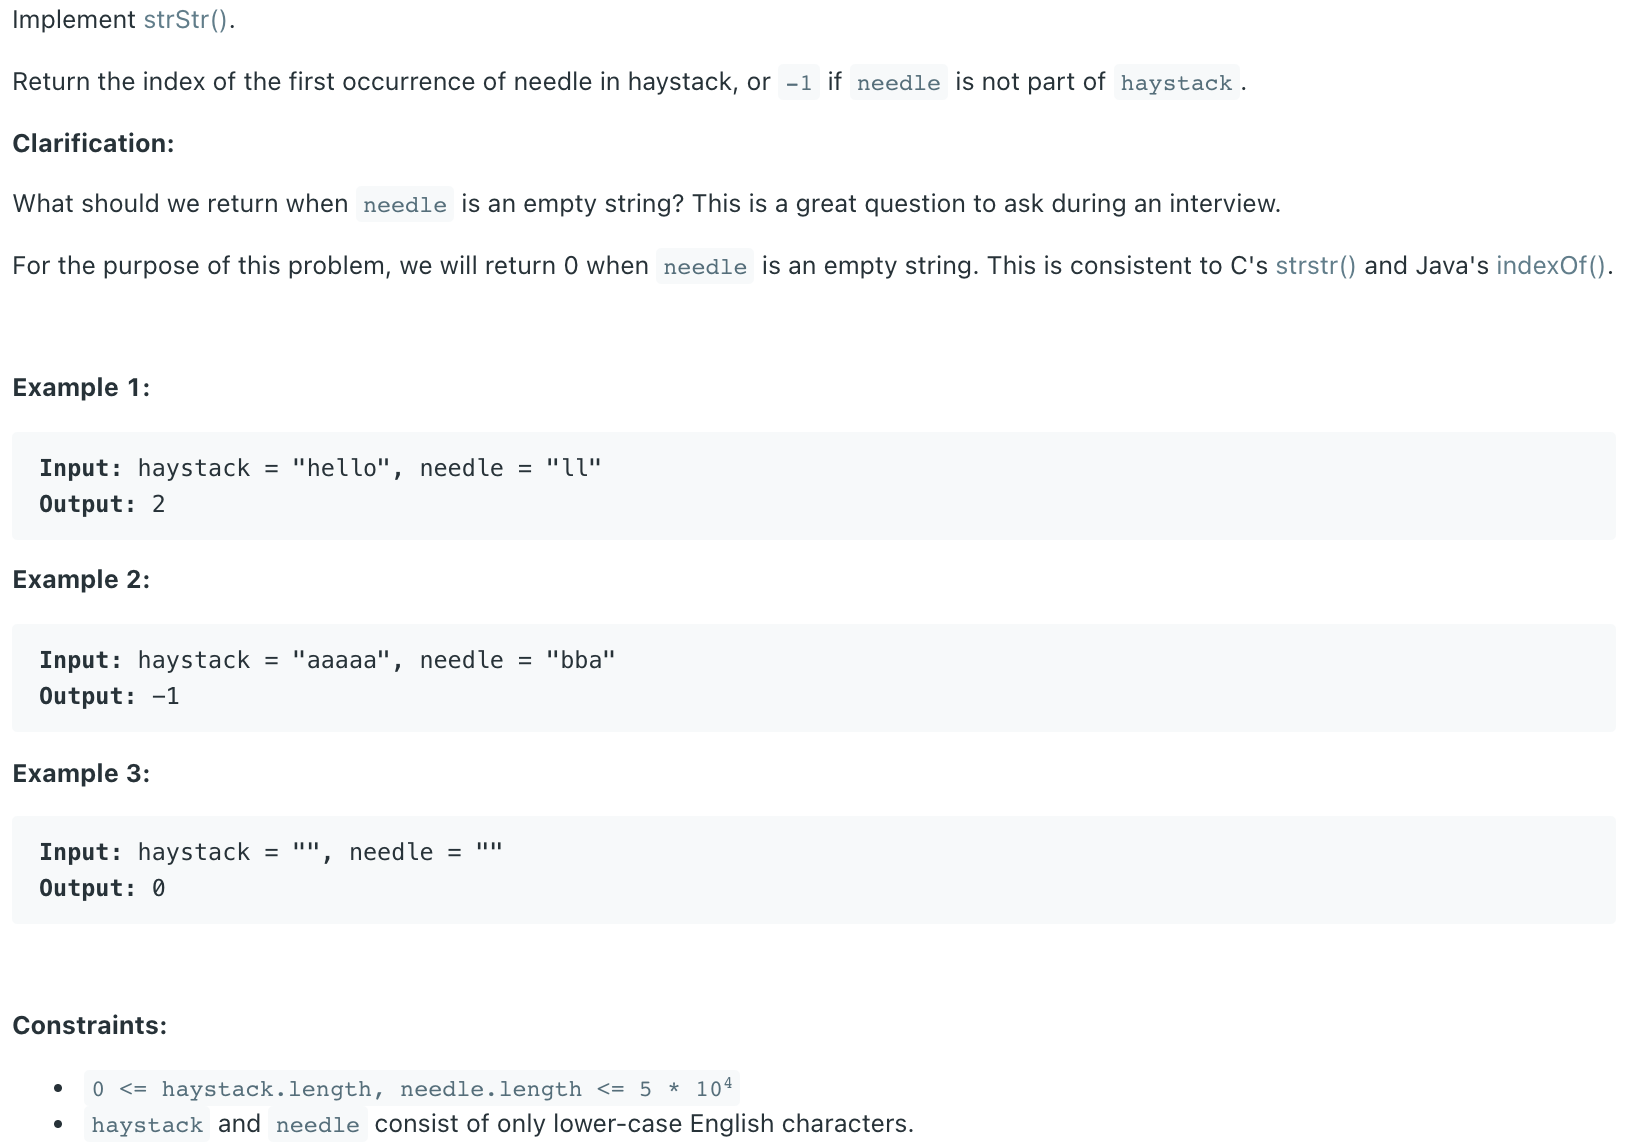 Implement strStr().
Return the index of the first occurrence of needle in haystack, or -1 if needle is not part of haystack.
Clarification:
What should we return when needle is an empty string? This is a great question to ask during an interview.
For the purpose of this problem, we will return 0 when needle is an empty string. This is consistent to C's strstr() and Java's indexOf().
Example 1:
Input: haystack = "hello", needle = "ll"
Output: 2
Example 2:
Input: haystack = "aaaaa", needle = "bba"
Output: -1
Example 3:
Input: haystack = "", needle = ""
Output: 0
Constraints:
• 0 <= haystack.length, needle.length <= 5 * 10⁴
• haystack and needle consist of only lower-case English characters.